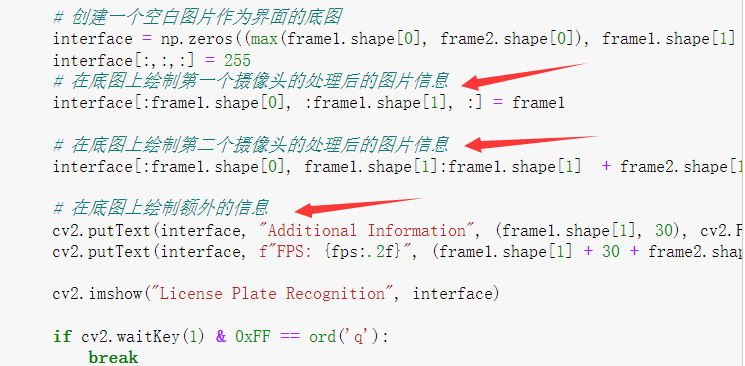 # 创建一个空白图片作为界面的底图
interface = np.zeros((max(frame1.shape[0], frame2.shape[0]), frame1.shape[1]
interface[:,:,:] = 255
# 在底图上绘制第一个摄像头的处理后的图片信息
interface[:frame1.shape[0], :frame1.shape[1], :] = frame1
# 在底图上绘制第二个摄像头的处理后的图片信息
interface[:frame1.shape[0], frame1.shape[1]:frame1.shape[1] + frame2.shape[1
# 在底图上绘制额外的信息
cv2.putText(interface, "Additional Information", (frame1.shape[1], 30), cv2.F
cv2.putText(interface, f"FPS: {fps:.2f}", (frame1.shape[1] + 30 + frame2.shap
cv2.imshow("License Plate Recognition", interface)
if cv2.waitKey(1) & 0xFF == ord('q'):
break